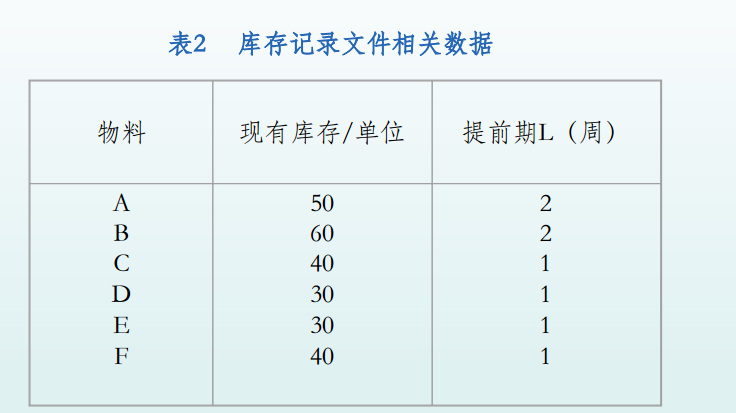 表2 库存记录文件相关数据
物料 现有库存/单位 提前期L（周）
A 50 2
B 60 2
C 40 1
D 30 1
E 30 1
F 40 1